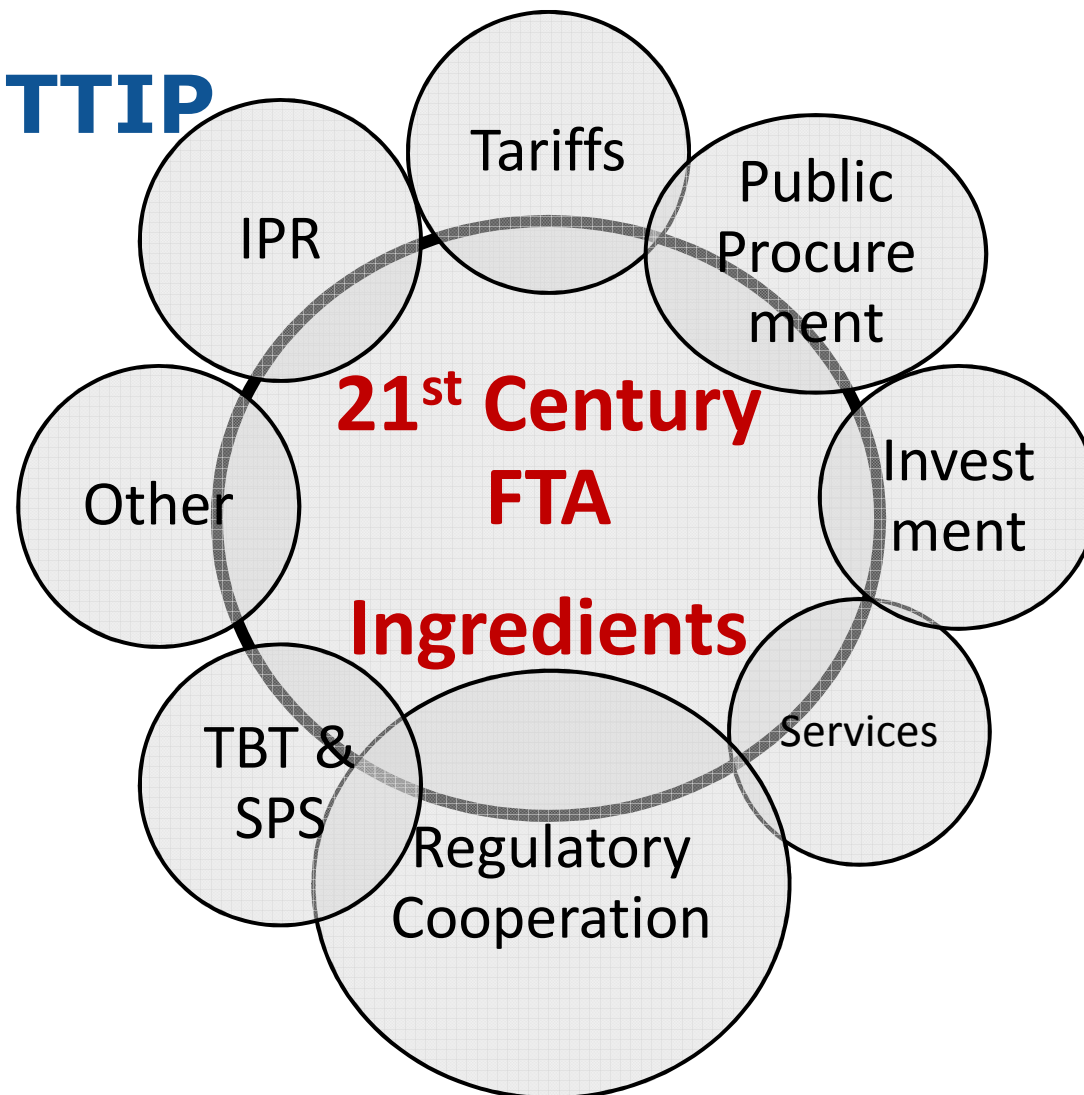 TTIP
Tariffs
Public
Procure
ment
IPR
21st Century
FTA
Ingredients
Invest
ment
Other
Services
TBT &
SPS
Regulatory
Cooperation